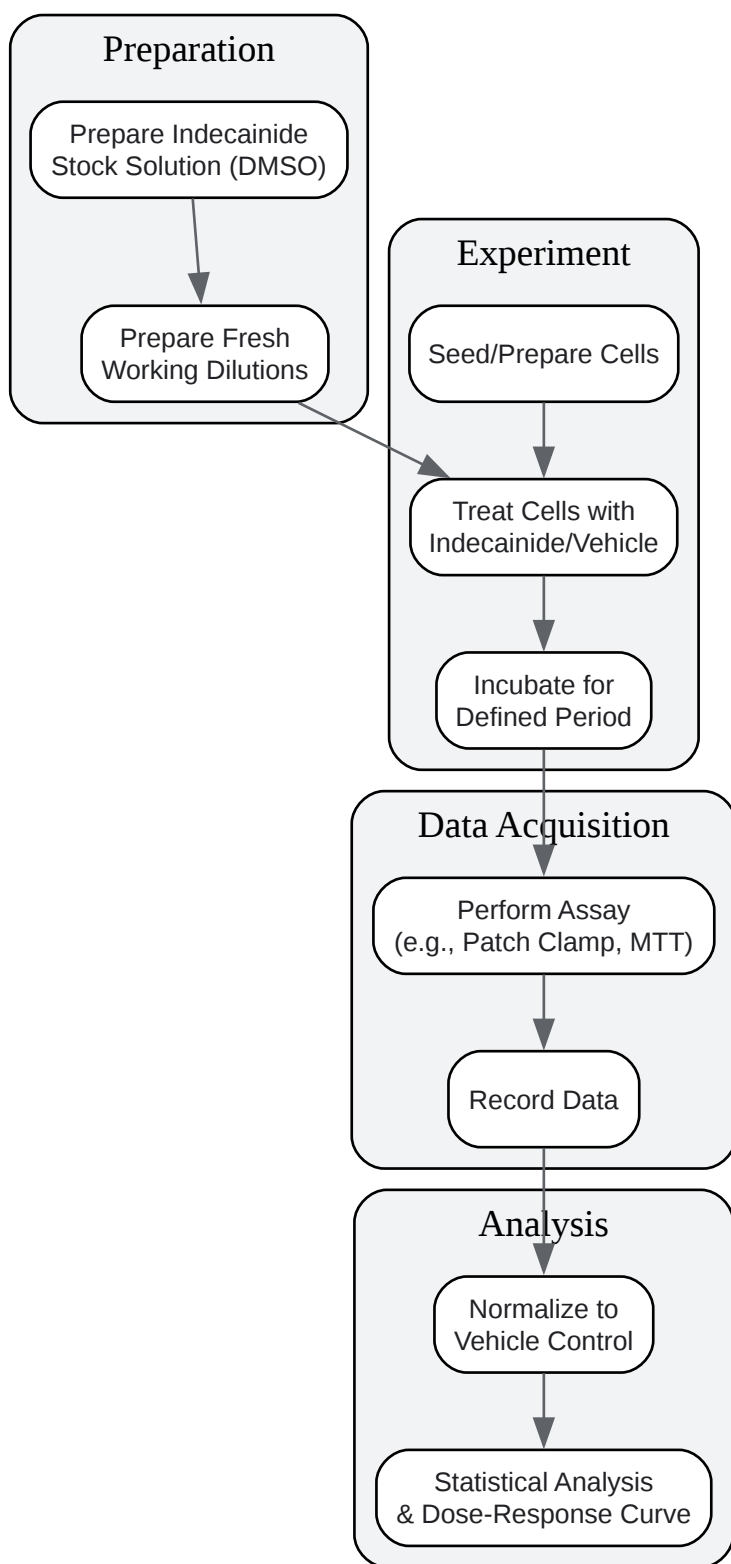 Preparation
Prepare Indecainide
Stock Solution (DMSO)
Prepare Fresh
Working Dilutions
Experiment
Seed/Prepare Cells
Treat Cells with
Indecainide/Vehicle
Incubate for
Defined Period
Data Acquisition
Perform Assay
(e.g., Patch Clamp, MTT)
Record Data
Analysis
Normalize to
Vehicle Control
Statistical Analysis
& Dose-Response Curve